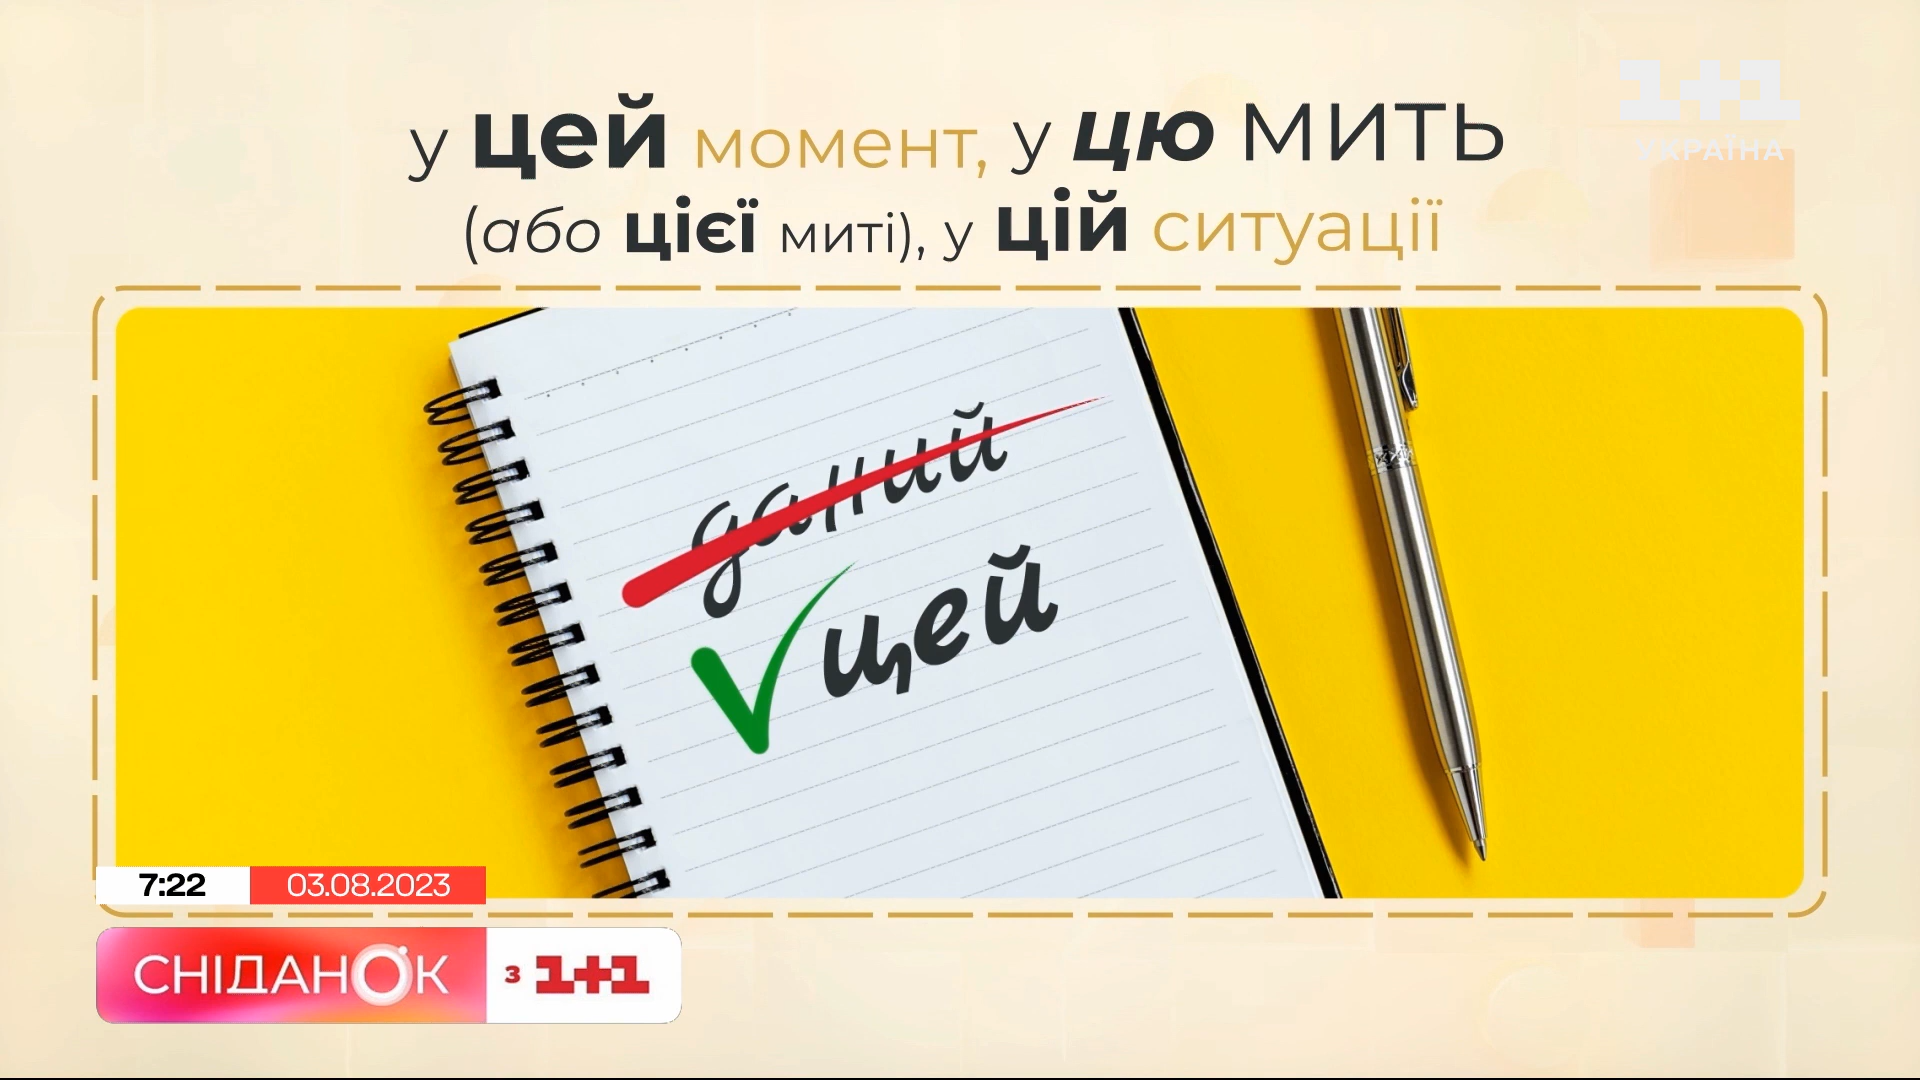 у цей момент, у цю МИТЬ
(або цієї миті), у цій ситуації
1+1
УКРАЇНА
даний
цей
7:22 03.08.2023
СНІДАНОК з 1+1